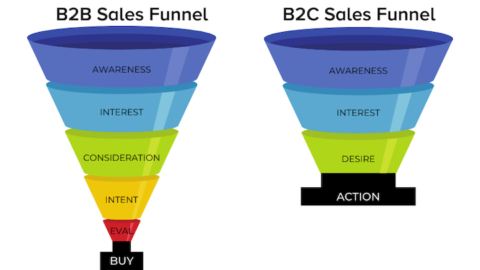 B2B Sales Funnel
AWARENESS
INTEREST
CONSIDERATION
INTENT
EVAL
BUY
B2C Sales Funnel
AWARENESS
INTEREST
DESIRE
ACTION